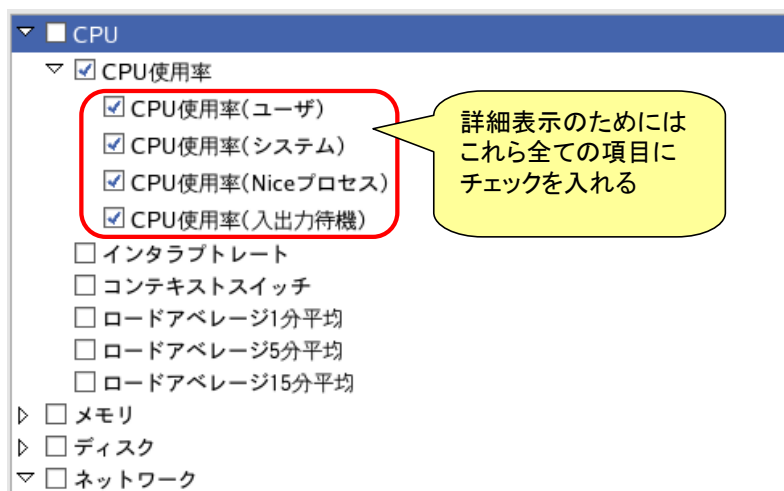 CPU
CPU使用率
CPU使用率(ユーザ)
CPU使用率(システム)
CPU使用率(Niceプロセス)
CPU使用率(入出力待機)
詳細表示のためには
これら全ての項目に
チェックを入れる
インタラプトレート
コンテキストスイッチ
ロードアベレージ1分平均
ロードアベレージ5分平均
ロードアベレージ15分平均
メモリ
ディスク
ネットワーク